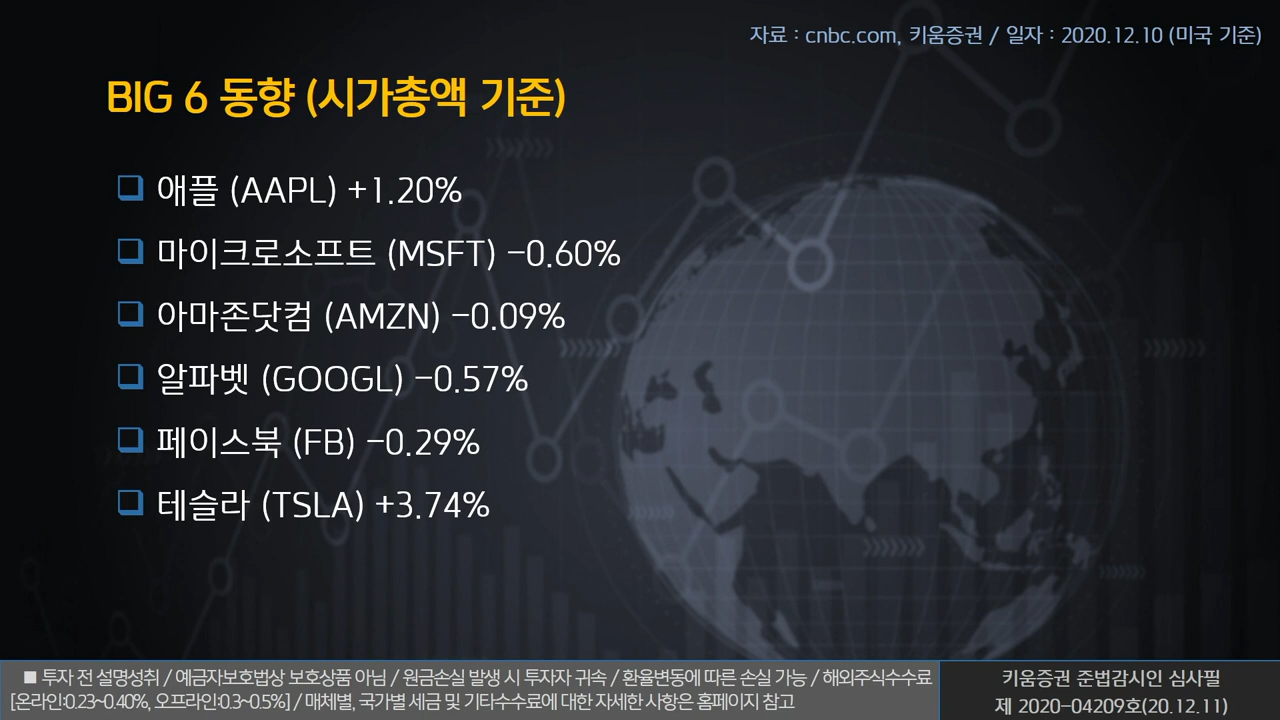 자료 : cnbc.com, 키움증권 / 일자 : 2020.12.10 (미국 기준)
BIG 6 동향 (시가총액 기준)
애플 (AAPL) +1.20%
마이크로소프트 (MSFT) -0.60%
아마존닷컴 (AMZN) -0.09%
알파벳 (GOOGL) -0.57%
페이스북 (FB) -0.29%
테슬라 (TSLA) +3.74%
■ 투자 전 설명성취 / 예금자보호법상 보호상품 아님 / 원금손실 발생 시 투자자 귀속 / 환율변동에 따른 손실 가능 / 해외주식수수료
[온라인:0.23~0.40%, 오프라인:0.3~0.5%] / 매체별, 국가별 세금 및 기타수수료에 대한 자세한 사항은 홈페이지 참고
키움증권 준법감시인 심사필
제 2020-04209호(20.12.11)